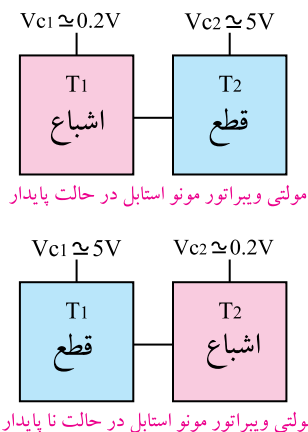 Vc1 ≃ 0.2V Vc2 ≃ 5V
T1 T2
اشباع قطع
مولتی ویبراتور مونو استابل در حالت پایدار
Vc1 ≃ 5V Vc2 ≃ 0.2V
T1 T2
قطع اشباع
مولتی ویبراتور مونو استابل در حالت نا پایدار